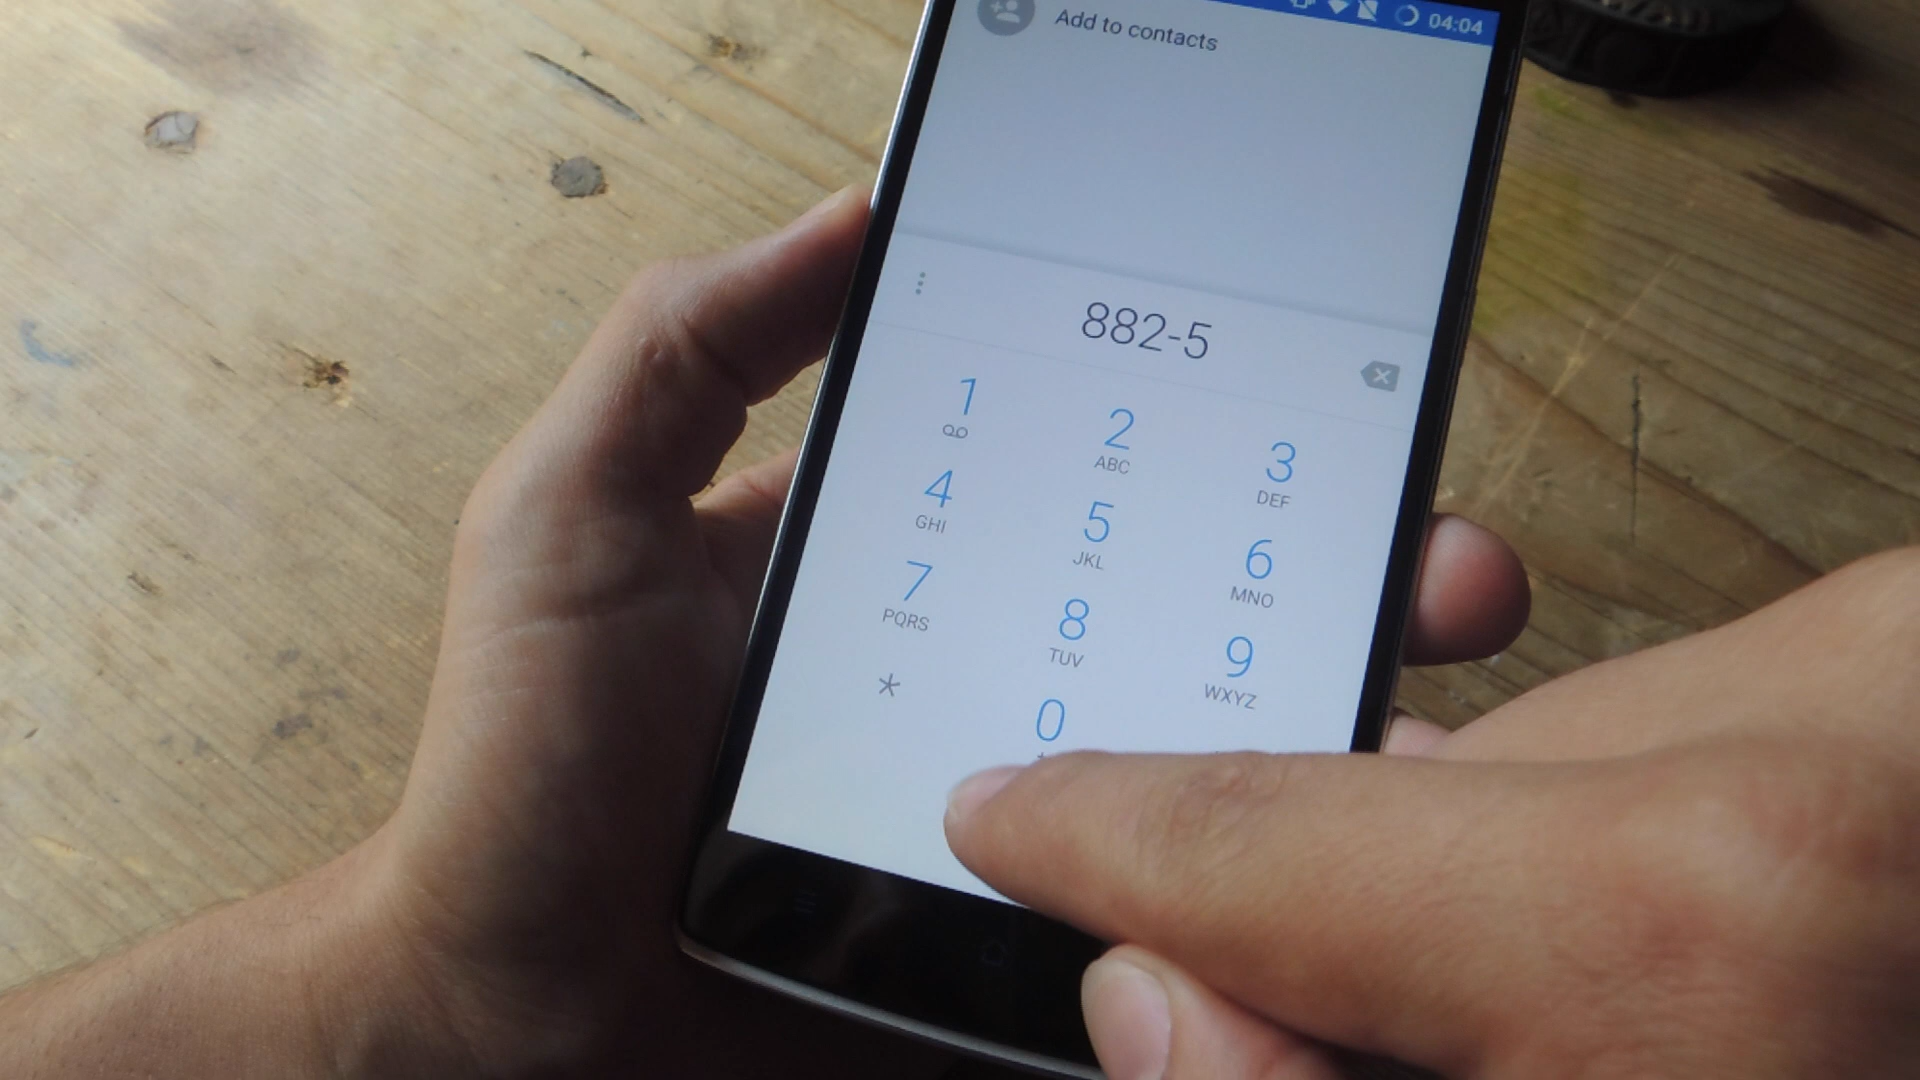 04:04
Add to contacts
882-5
1
2
ABC
3
DEF
4
GHI
5
JKL
6
MNO
7
PQRS
8
TUV
9
WXYZ
*
0